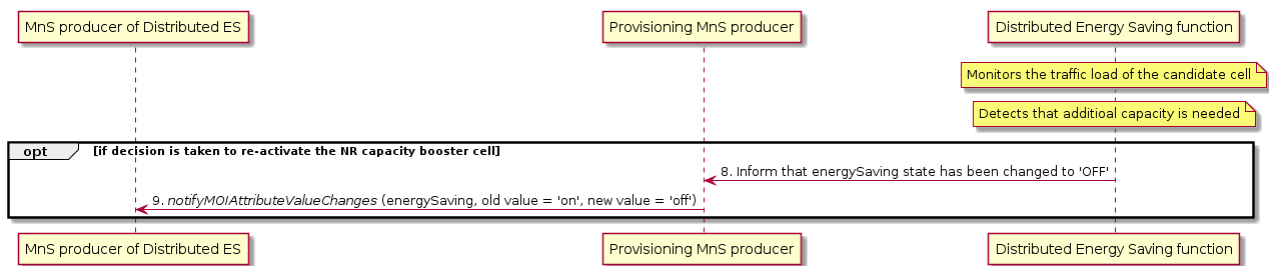 MnS producer of Distributed ES
Provisioning MnS producer
Distributed Energy Saving function
Monitors the traffic load of the candidate cell
Detects that additioal capacity is needed
opt
[if decision is taken to re-activate the NR capacity booster cell]
8. Inform that energySaving state has been changed to 'OFF'
9. notifyMOIAttributeValueChanges (energySaving, old value = 'on', new value = 'off')
MnS producer of Distributed ES
Provisioning MnS producer
Distributed Energy Saving function